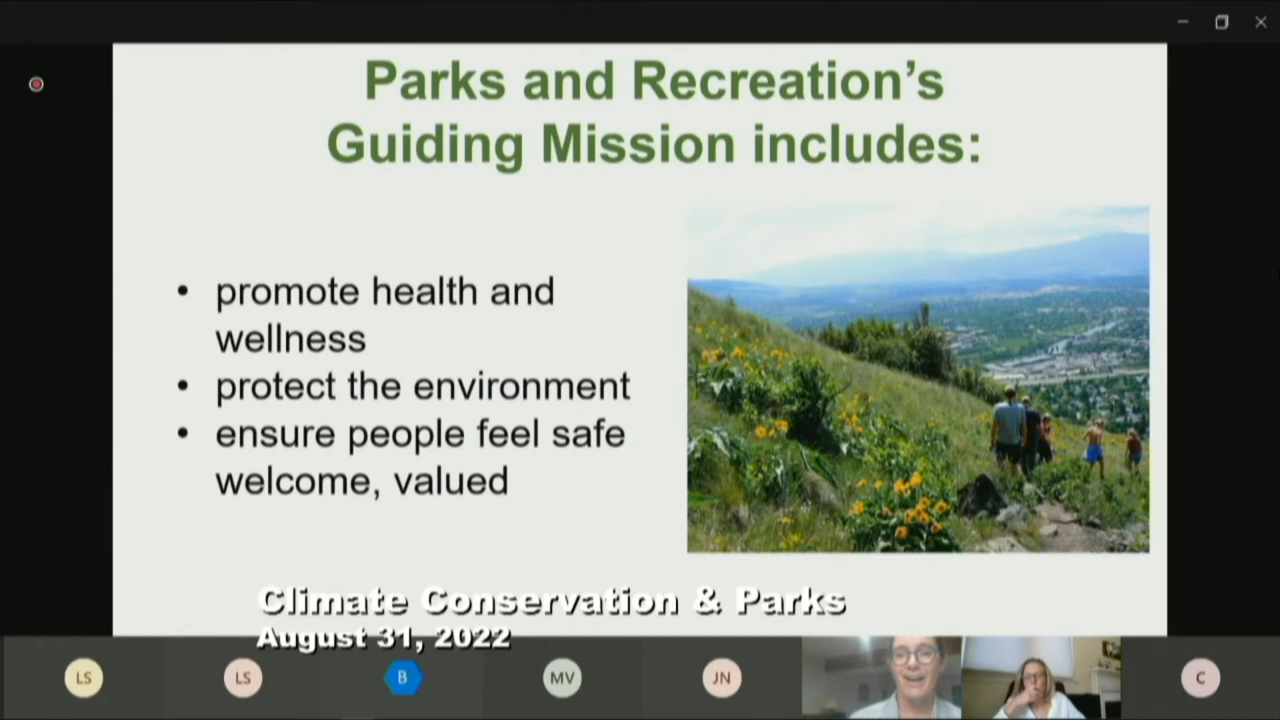 Parks and Recreation's
Guiding Mission includes:
• promote health and
wellness
• protect the environment
• ensure people feel safe
welcome, valued
Climate Conservation & Parks
August 31, 2022
LS
LS
B
MV
JN
C